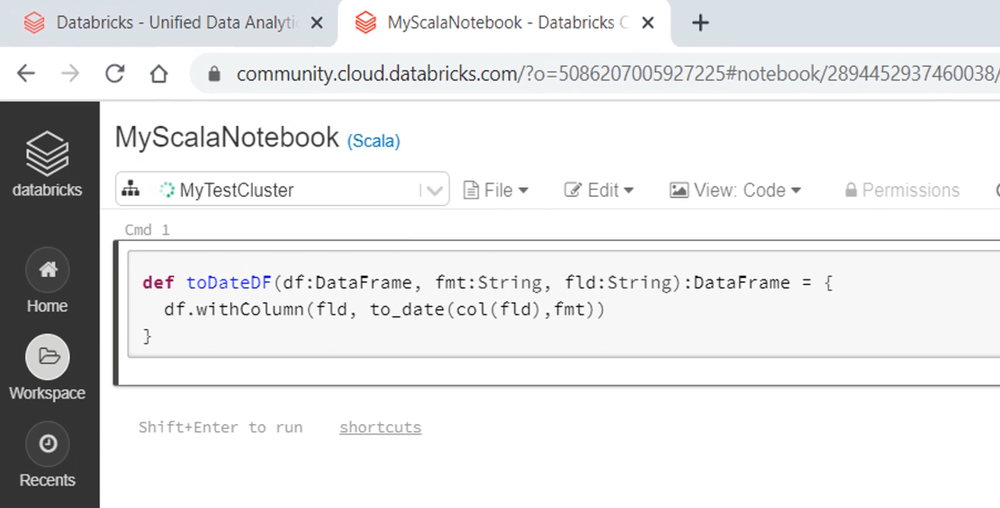 Databricks - Unified Data Analyti
MyScalaNotebook - Databricks C
community.cloud.databricks.com/?o=5086207005927225#notebook/2894452937460038/
databricks
Home
Workspace
Recents
MyScalaNotebook (Scala)
MyTestCluster File Edit View: Code Permissions
Cmd 1
def toDateDF(df:DataFrame, fmt:String, fld:String):DataFrame = {
  df.withColumn(fld, to_date(col(fld),fmt))
}
Shift+Enter to run shortcuts